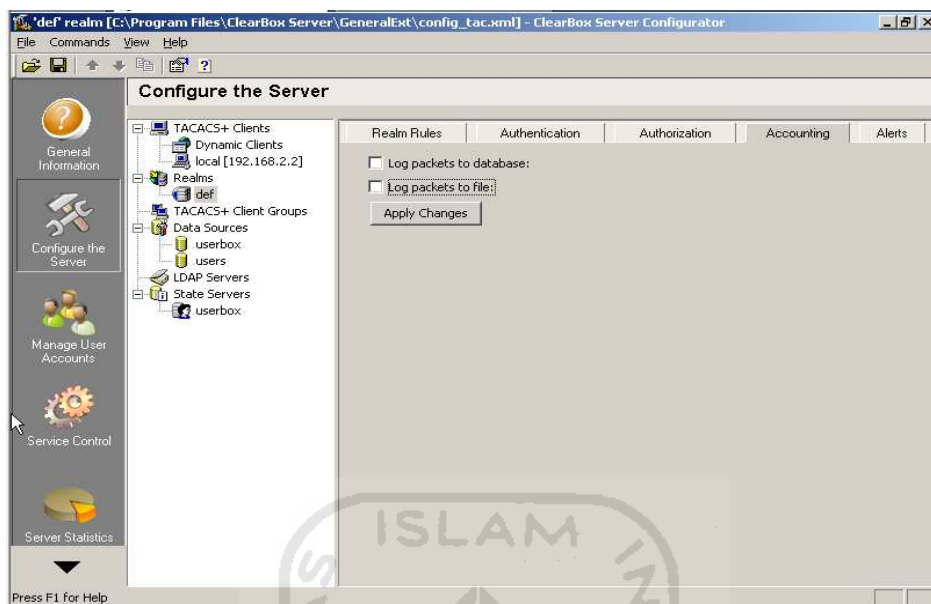 'def' realm [C:\Program Files\ClearBox Server\GeneralExt\config_tac.xml] - ClearBox Server Configurator
File Commands View Help
Configure the Server
General Information
Configure the Server
Manage User Accounts
Service Control
Server Statistics
TACACS+ Clients
Dynamic Clients
local [192.168.2.2]
Realms
def
TACACS+ Client Groups
Data Sources
userbox
users
LDAP Servers
State Servers
userbox
Realm Rules Authentication Authorization Accounting Alerts
Log packets to database:
Log packets to file:
Apply Changes
ISLAM
Press F1 for Help